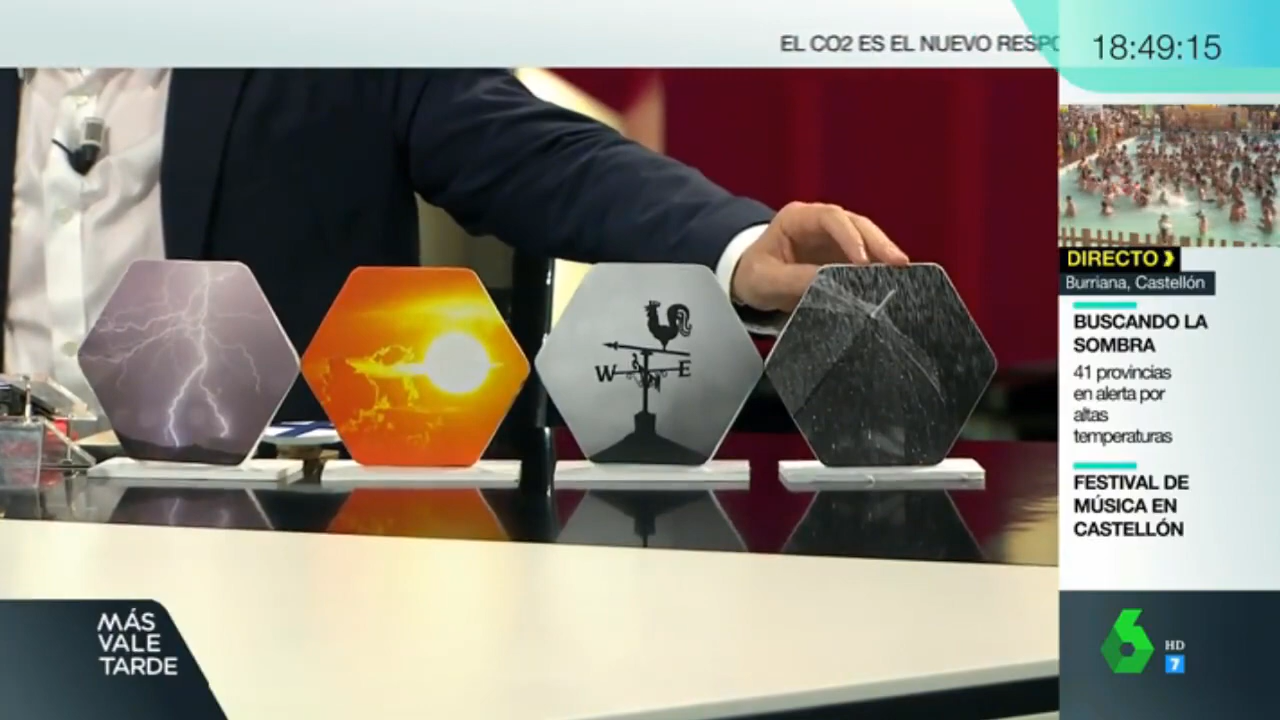 EL CO2 ES EL NUEVO RESPO
18:49:15
DIRECTO
Burriana, Castellón
BUSCANDO LA
SOMBRA
41 provincias
en alerta por
altas
temperaturas
FESTIVAL DE
MÚSICA EN
CASTELLÓN
W E
N
MÁS
VALE
TARDE
6
HD
7